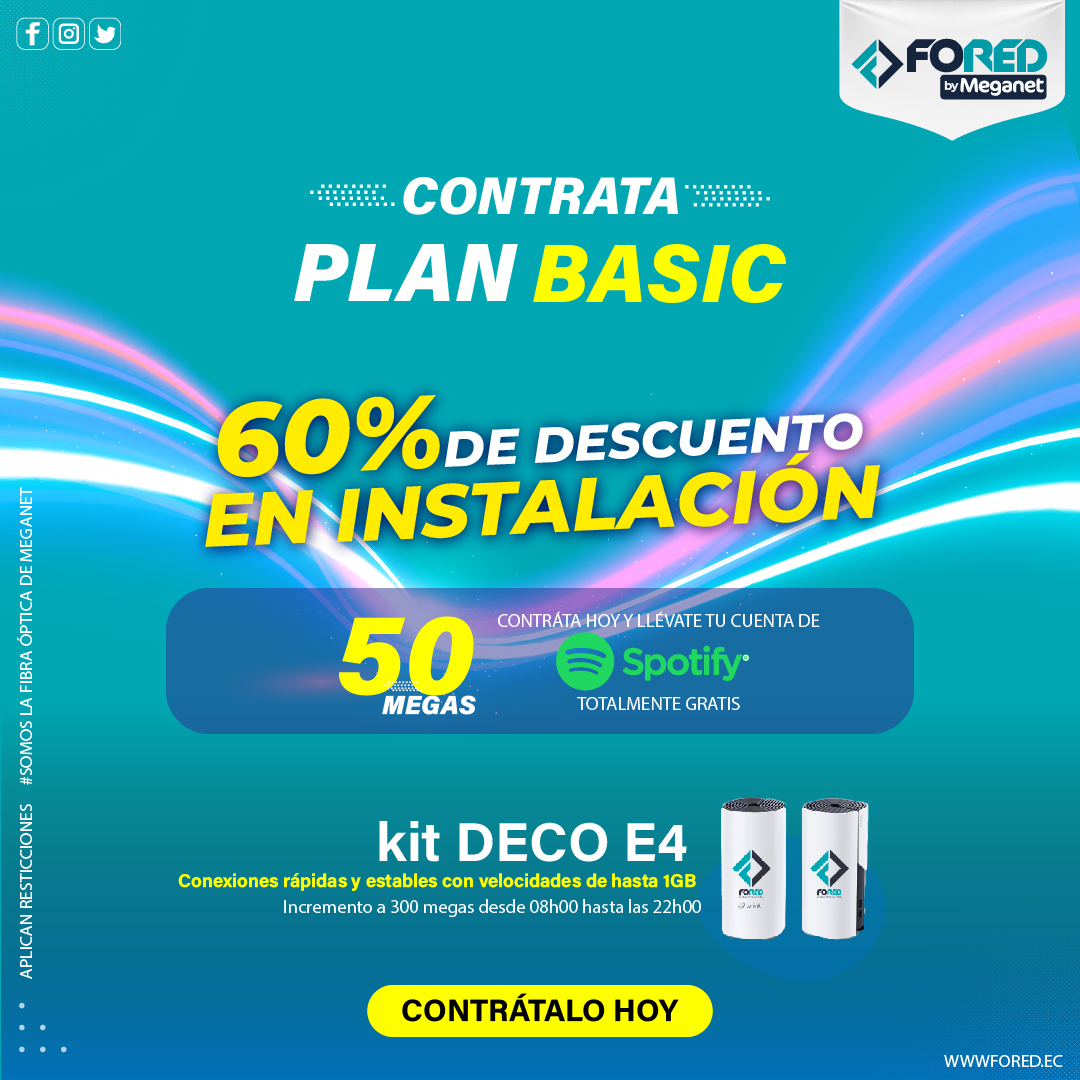 FORED
by Meganet
CONTRATA
PLAN BASIC
60% DE DESCUENTO
EN INSTALACIÓN
50
MEGAS
CONTRÁTA HOY Y LLÉVATE TU CUENTA DE
Spotify
TOTALMENTE GRATIS
kit DECO E4
Conexiones rápidas y estables con velocidades de hasta 1GB
Incremento a 300 megas desde 08h00 hasta las 22h00
FORED
FORED
CONTRÁTALO HOY
APLICAN RESTICCIONES #SOMOS LA FIBRA ÓPTICA DE MEGANET
WWWFORED.EC